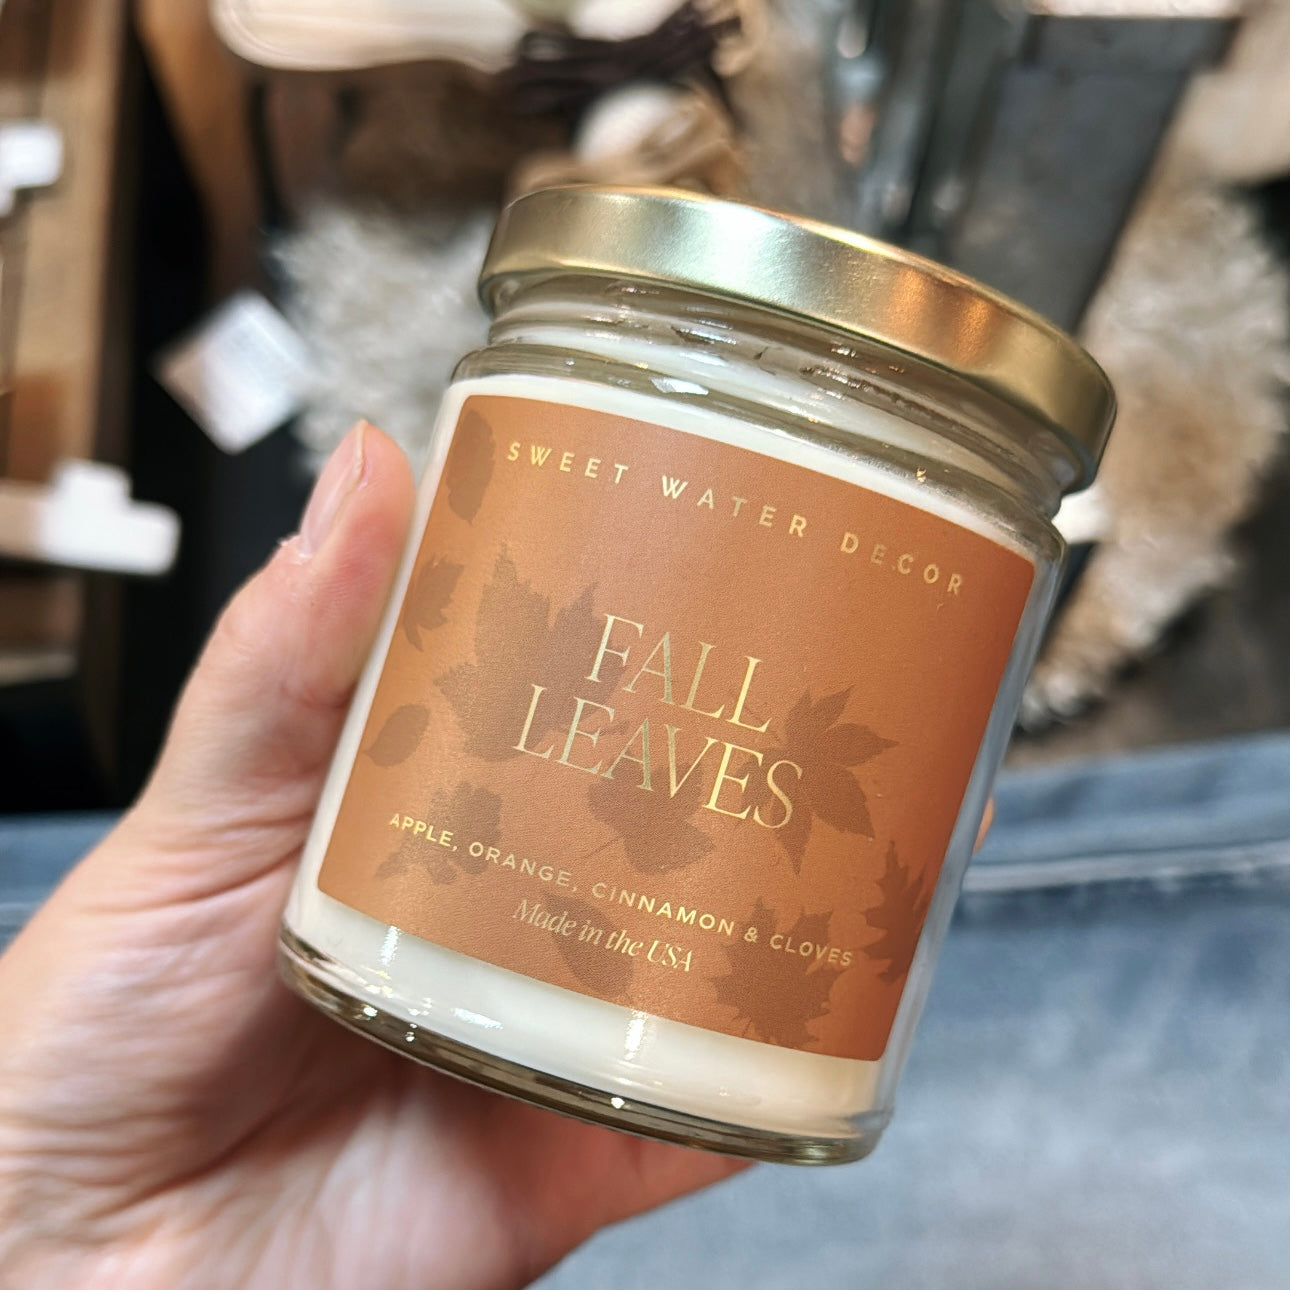 SWEET WATER DECOR
FALL
LEAVES
APPLE, ORANGE, CINNAMON & CLOVES
Made in the USA